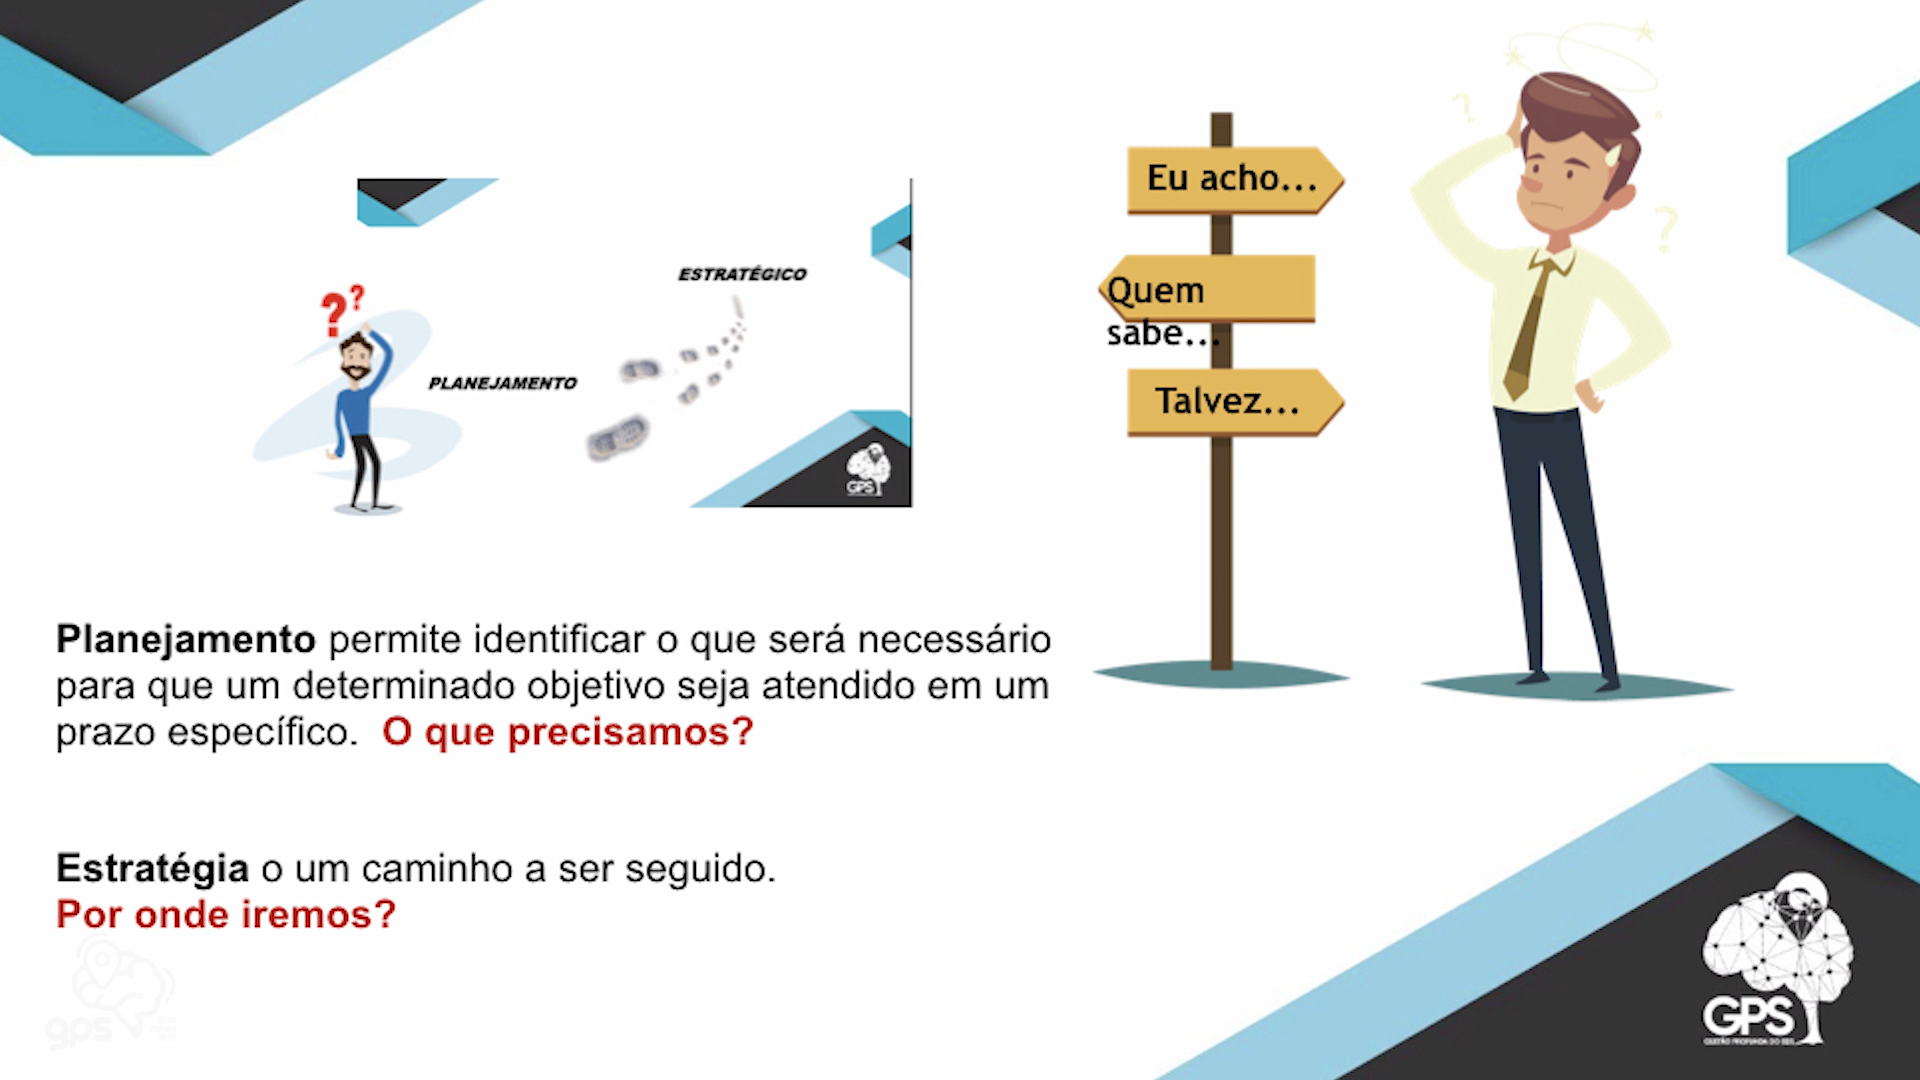 Eu acho...
Quem
sabe...
Talvez...
? ?
ESTRATÉGICO
PLANEJAMENTO
GPS
Planejamento permite identificar o que será necessário
para que um determinado objetivo seja atendido em um
prazo específico. O que precisamos?
Estratégia o um caminho a ser seguido.
Por onde iremos?
gps
GPS